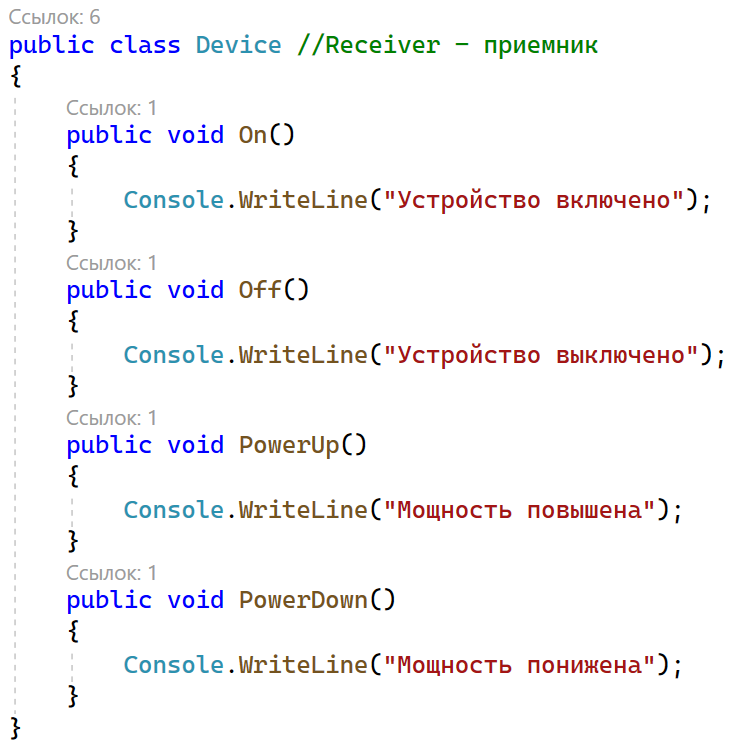 Ссылок: 6
public class Device //Receiver - приемник
{
Ссылок: 1
public void On()
{
Console.WriteLine("Устройство включено");
}
Ссылок: 1
public void Off()
{
Console.WriteLine("Устройство выключено");
}
Ссылок: 1
public void PowerUp()
{
Console.WriteLine("Мощность повышена");
}
Ссылок: 1
public void PowerDown()
{
Console.WriteLine("Мощность понижена");
}
}